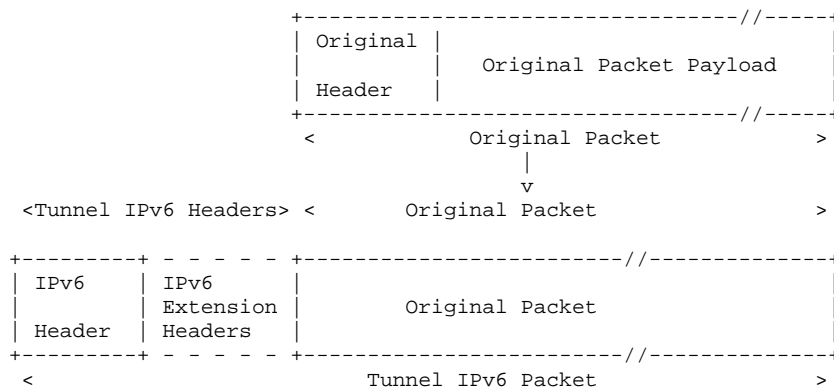 +----------------------------------//-----+
| Original |
| | Original Packet Payload |
| Header |
+----------------------------------//-----+
< Original Packet >
|
v
<Tunnel IPv6 Headers> < Original Packet >
+---------+ - - - - - +-------------------------//--------------+
| IPv6 | IPv6 |
| | Extension | Original Packet |
| Header | Headers |
+---------+ - - - - - +-------------------------//--------------+
< Tunnel IPv6 Packet >